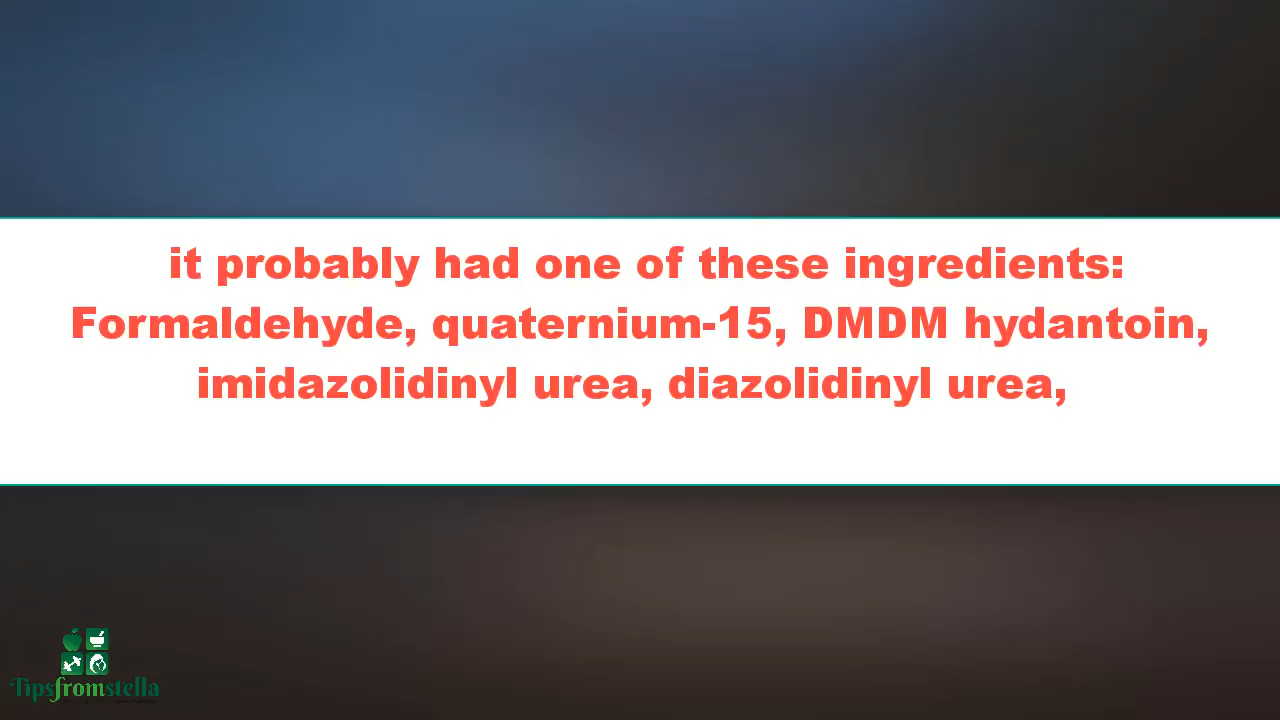 it probably had one of these ingredients:
Formaldehyde, quaternium-15, DMDM hydantoin,
imidazolidinyl urea, diazolidinyl urea,
Tipsfromstella